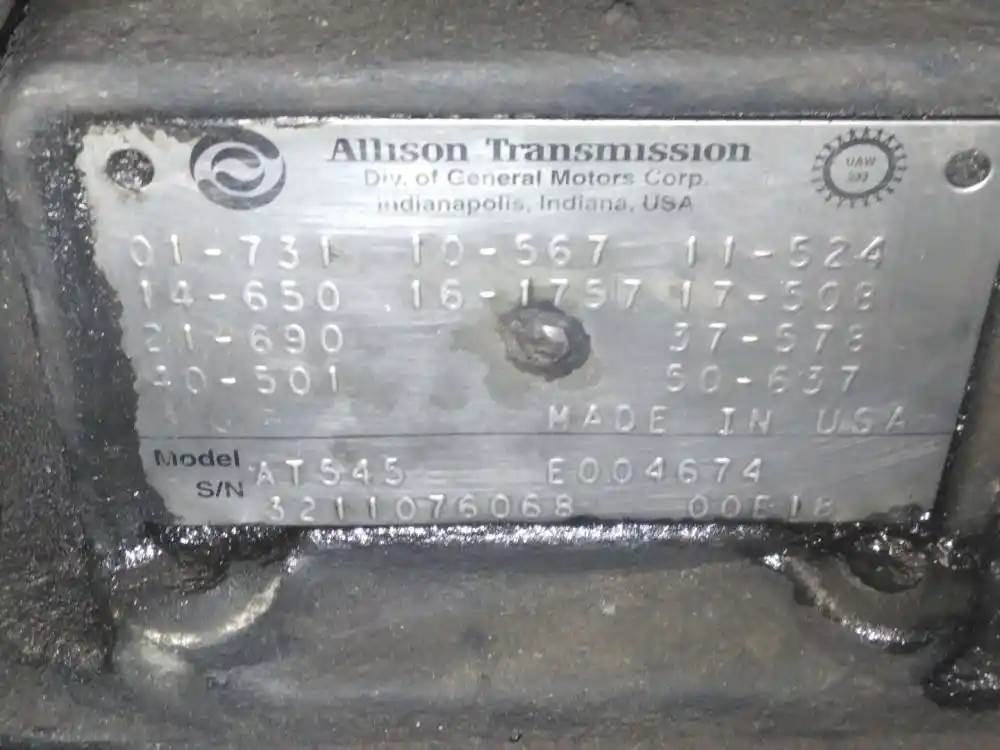 Allison Transmission
Div. of General Motors Corp.
Indianapolis, Indiana, USA
UAW
01-731 10-567 11-524
14-650 16-1757 17-508
21-690 37-578
40-501 50-637
MADE IN USA
Model AT545 E004674
S/N 3211076068 00E18